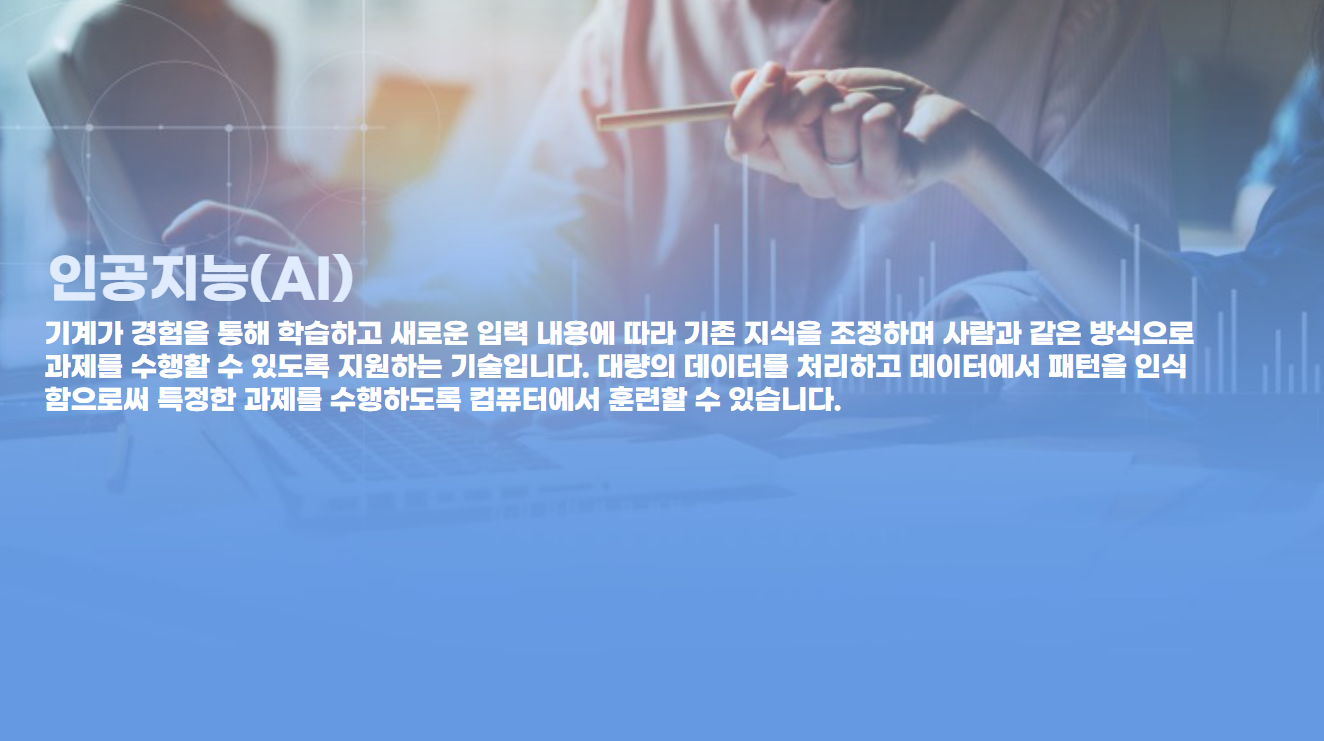 인공지능(AI)
기계가 경험을 통해 학습하고 새로운 입력 내용에 따라 기존 지식을 조정하며 사람과 같은 방식으로
과제를 수행할 수 있도록 지원하는 기술입니다. 대량의 데이터를 처리하고 데이터에서 패턴을 인식
함으로써 특정한 과제를 수행하도록 컴퓨터에서 훈련할 수 있습니다.